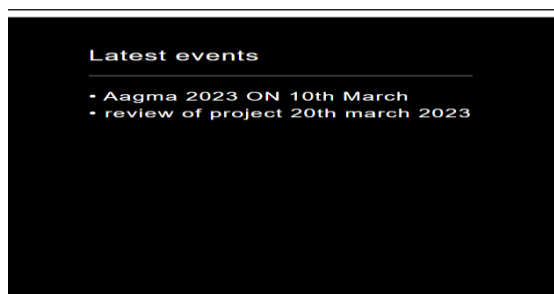 Latest events
• Aagma 2023 ON 10th March
• review of project 20th march 2023